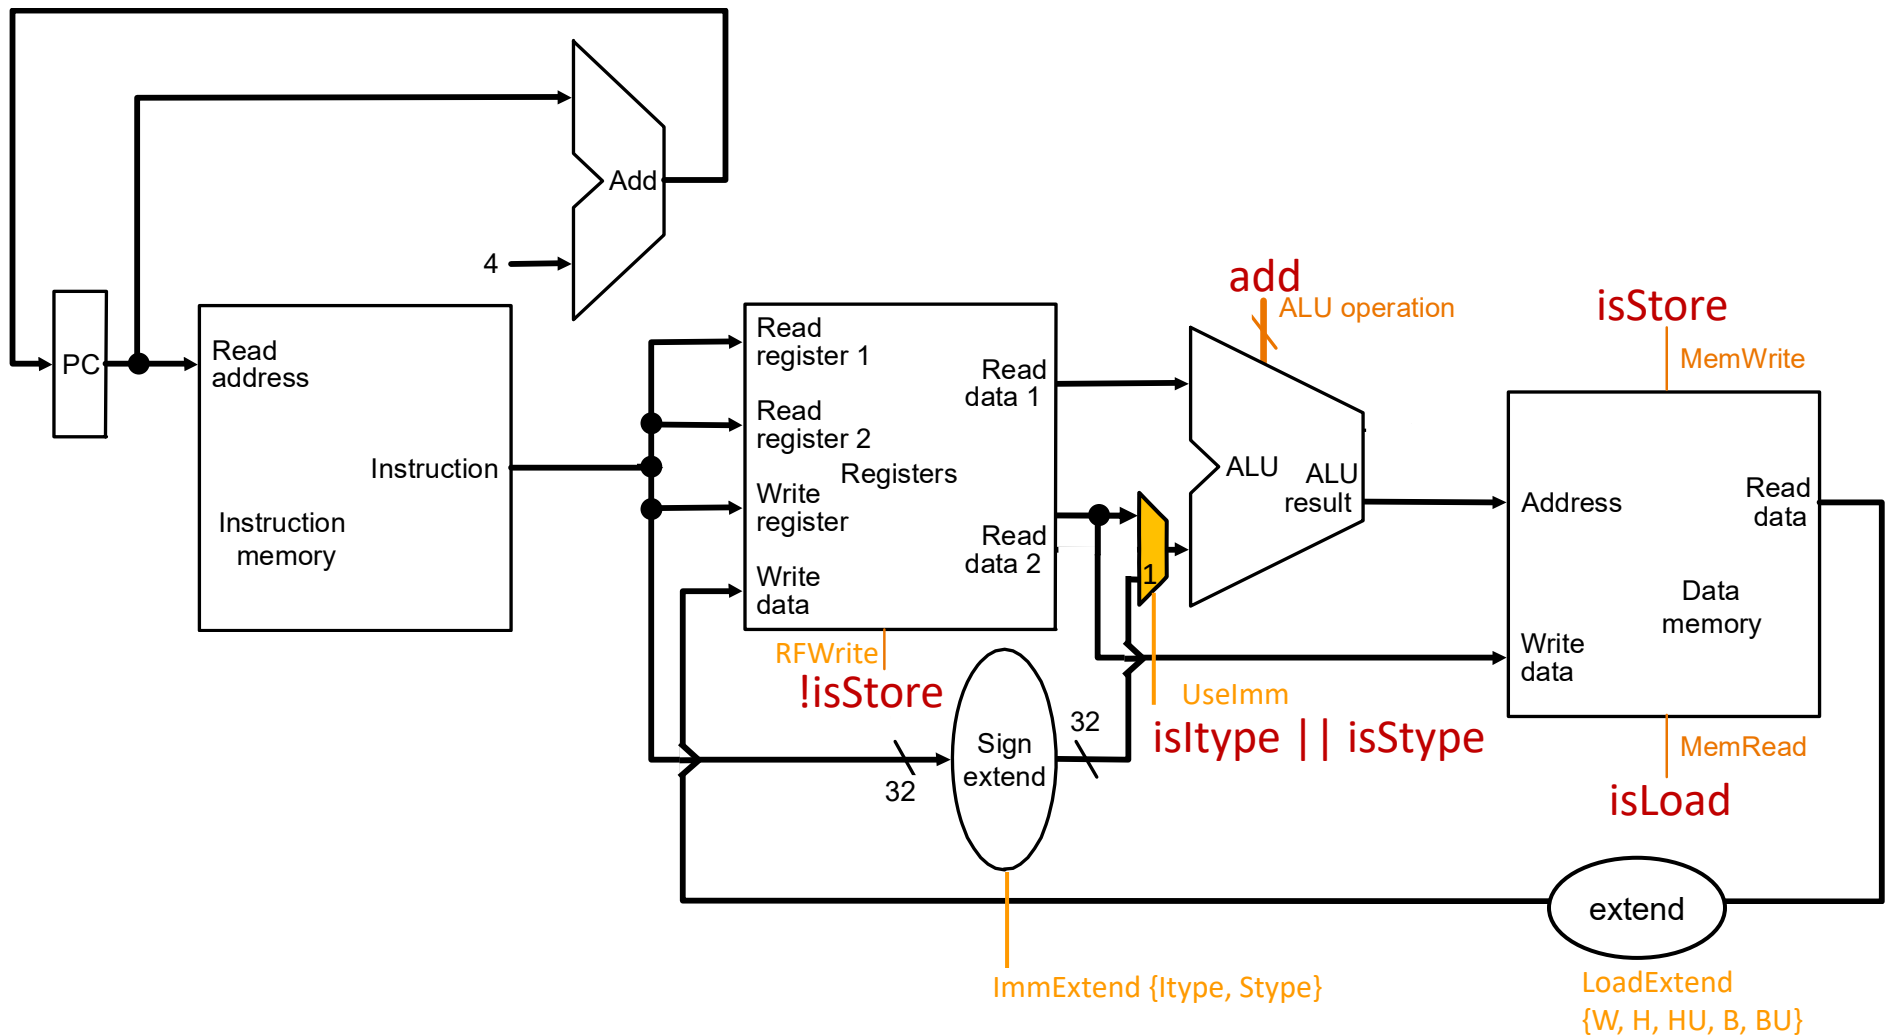 Add
4
PC
Read
address
Instruction
Instruction
memory
Read
register 1
Read
register 2
Registers
Write
register
Write
data
Read
data 1
Read
data 2
RFWrite
!isStore
Sign
extend
32
32
ImmExtend {Itype, Stype}
1
UseImm
isItype || isStype
add
ALU operation
ALU
ALU
result
isStore
MemWrite
Address
Read
data
Data
memory
Write
data
MemRead
isLoad
extend
LoadExtend
{W, H, HU, B, BU}